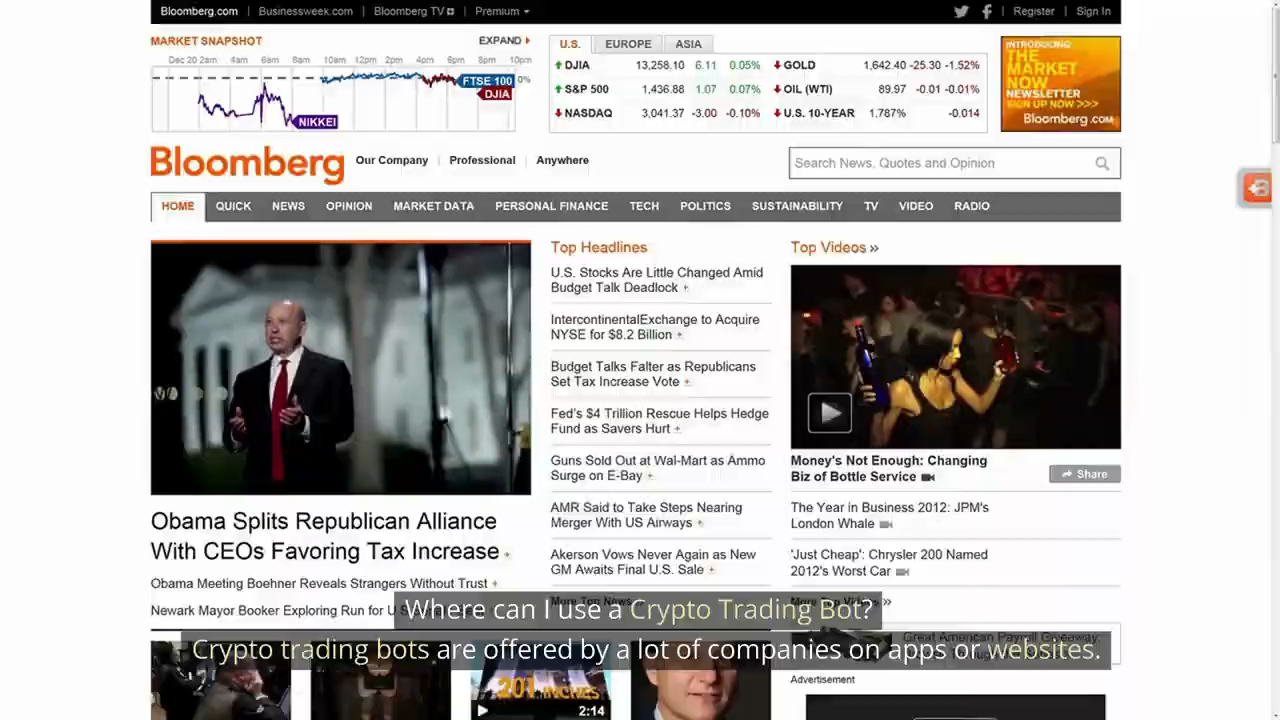 Bloomberg.com
Businessweek.com
Bloomberg TV
Premium
Register
Sign In
MARKET SNAPSHOT
EXPAND
Dec 20 2am 4am 6am 8am 10am 12pm 2pm 4pm 6pm 8pm 10pm
FTSE 100
0%
DJIA
NIKKEI
U.S.
EUROPE
ASIA
DJIA 13,258.10 6.11 0.05%
S&P 500 1,436.88 1.07 0.07%
NASDAQ 3,041.37 -3.00 -0.10%
GOLD 1,642.40 -25.30 -1.52%
OIL (WTI) 89.97 -0.01 -0.01%
U.S. 10-YEAR 1.787% -0.014
INTRODUCING
THE
MARKET
NOW
NEWSLETTER
SIGN UP NOW >>>
Bloomberg.COM
Bloomberg
Our Company
Professional
Anywhere
Search News, Quotes and Opinion
HOME
QUICK
NEWS
OPINION
MARKET DATA
PERSONAL FINANCE
TECH
POLITICS
SUSTAINABILITY
TV
VIDEO
RADIO
Obama Splits Republican Alliance
With CEOs Favoring Tax Increase
Obama Meeting Boehner Reveals Strangers Without Trust
Newark Mayor Booker Exploring Run for U
Top Headlines
U.S. Stocks Are Little Changed Amid
Budget Talk Deadlock
IntercontinentalExchange to Acquire
NYSE for $8.2 Billion
Budget Talks Falter as Republicans
Set Tax Increase Vote
Fed's $4 Trillion Rescue Helps Hedge
Fund as Savers Hurt
Guns Sold Out at Wal-Mart as Ammo
Surge on E-Bay
AMR Said to Take Steps Nearing
Merger With US Airways
Akerson Vows Never Again as New
GM Awaits Final U.S. Sale
More Top News
Top Videos »
Money's Not Enough: Changing
Biz of Bottle Service
Share
The Year in Business 2012: JPM's
London Whale
'Just Cheap': Chrysler 200 Named
2012's Worst Car
More Top Videos »
Where can I use a Crypto Trading Bot?
Crypto trading bots are offered by a lot of companies on apps or websites.
Great American Payroll Giveaway:
201 INCHES
2:14
Advertisement